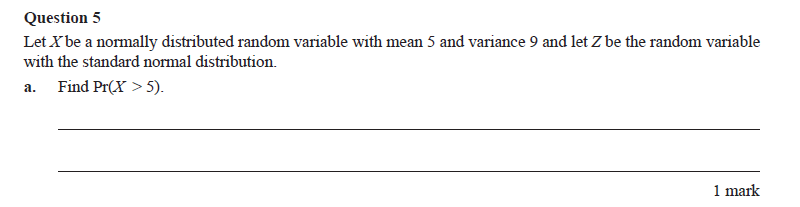 Question 5
Let X be a normally distributed random variable with mean 5 and variance 9 and let Z be the random variable
with the standard normal distribution.
a. Find Pr(X > 5).
1 mark